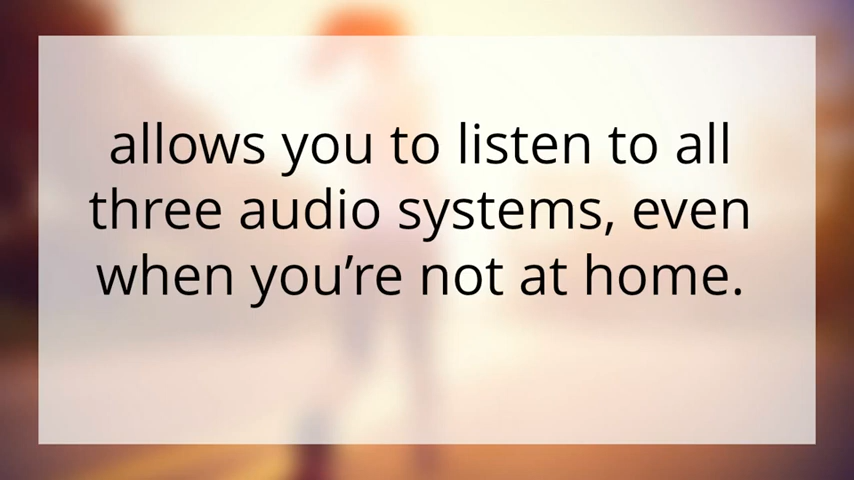 allows you to listen to all
three audio systems, even
when you’re not at home.